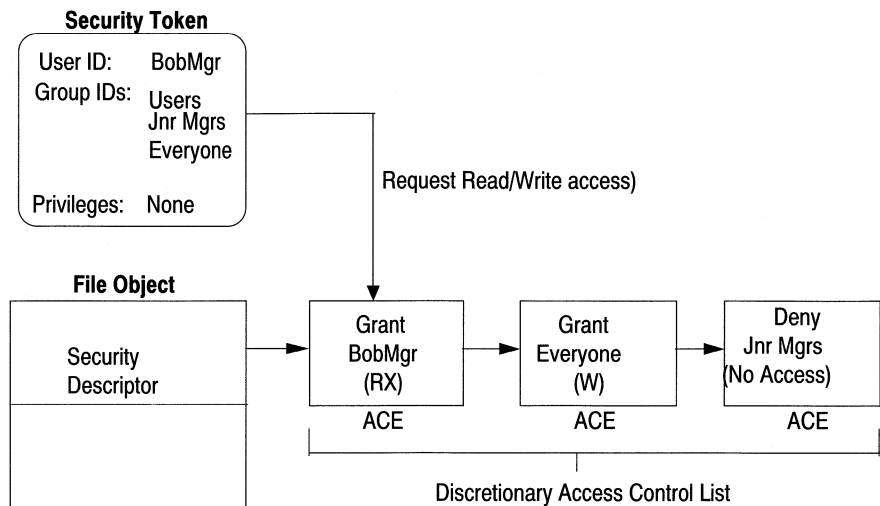 Security Token
User ID: BobMgr
Group IDs: Users
Jnr Mgrs
Everyone
Privileges: None
Request Read/Write access)
File Object
Security
Descriptor
Grant
BobMgr
(RX)
ACE
Grant
Everyone
(W)
ACE
Deny
Jnr Mgrs
(No Access)
ACE
Discretionary Access Control List